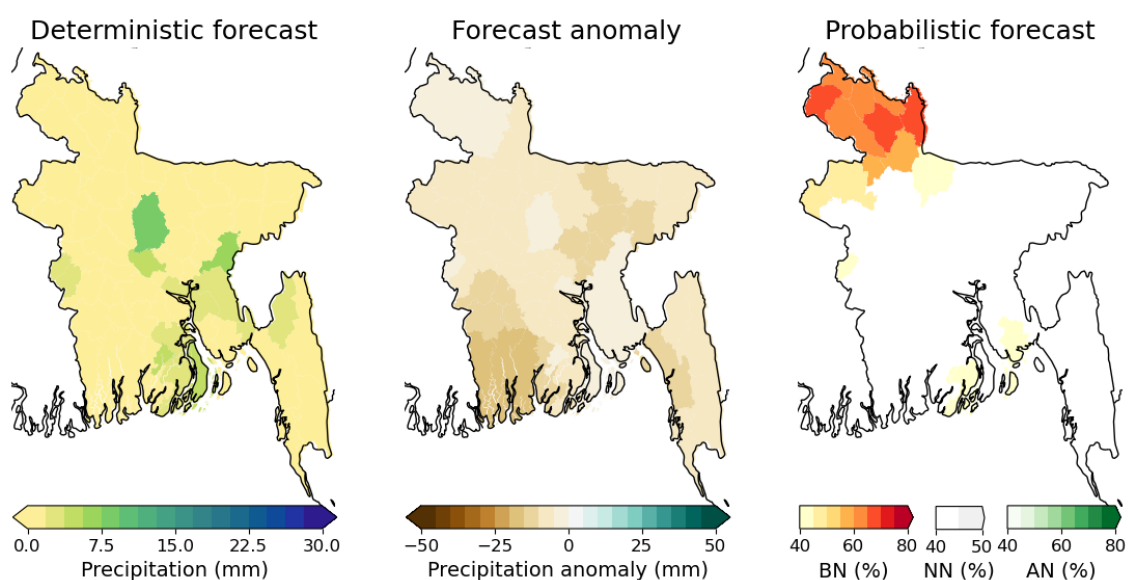 Deterministic forecast
Forecast anomaly
Probabilistic forecast
0.0 7.5 15.0 22.5 30.0
Precipitation (mm)
−50 −25 0 25 50
Precipitation anomaly (mm)
40 60 80
BN (%)
40 50
NN (%)
40 60 80
AN (%)